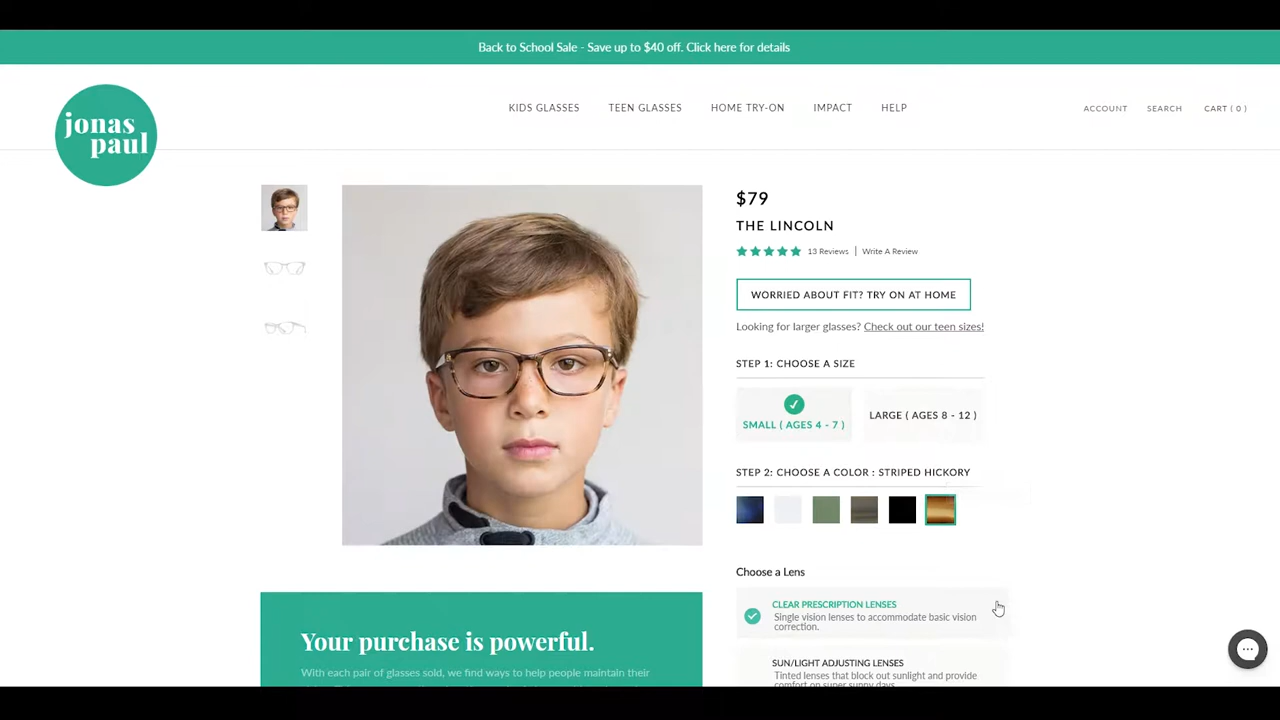 Back to School Sale - Save up to $40 off. Click here for details
jonas
paul
KIDS GLASSES
TEEN GLASSES
HOME TRY-ON
IMPACT
HELP
ACCOUNT
SEARCH
CART ( 0 )
$79
THE LINCOLN
13 Reviews | Write A Review
WORRIED ABOUT FIT? TRY ON AT HOME
Looking for larger glasses? Check out our teen sizes!
STEP 1: CHOOSE A SIZE
SMALL ( AGES 4 - 7 )
LARGE ( AGES 8 - 12 )
STEP 2: CHOOSE A COLOR : STRIPED HICKORY
Choose a Lens
CLEAR PRESCRIPTION LENSES
Single vision lenses to accommodate basic vision
correction.
SUN/LIGHT ADJUSTING LENSES
Tinted lenses that block out sunlight and provide
comfort on super sunny days
Your purchase is powerful.
With each pair of glasses sold, we find ways to help people maintain their